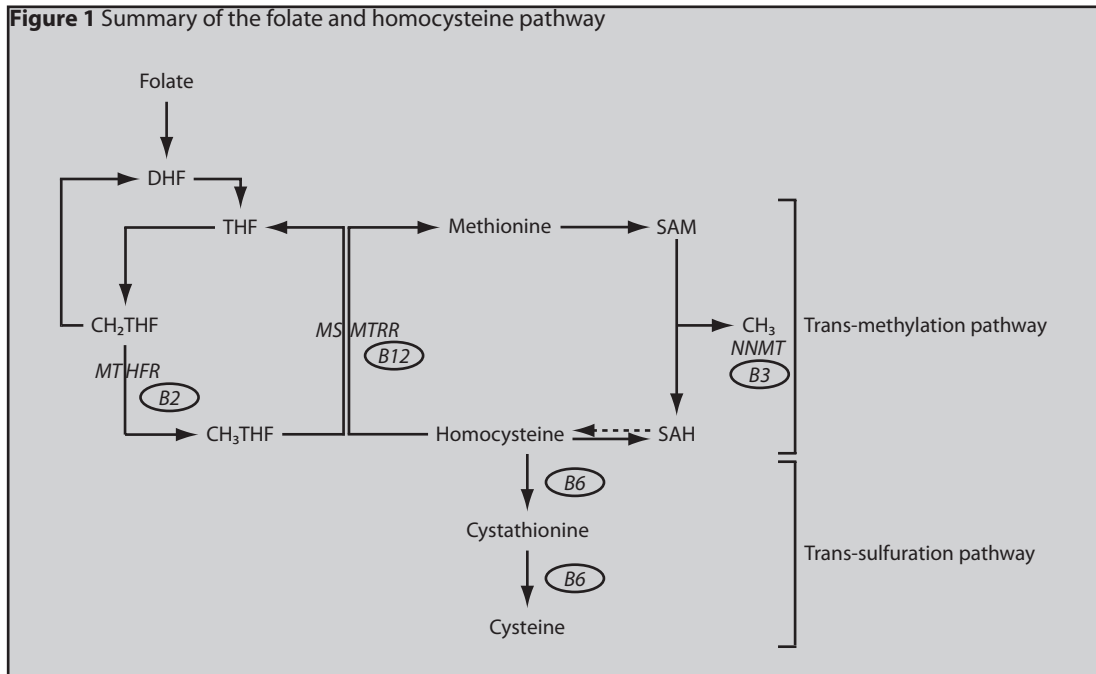 Figure 1 Summary of the folate and homocysteine pathway
Folate
DHF
THF
Methionine
SAM
CH₂THF
MS MTRR
CH₃
Trans-methylation pathway
NNMT
MTHFR
B12
B3
B2
CH₃THF
Homocysteine
SAH
B6
Cystathionine
Trans-sulfuration pathway
B6
Cysteine